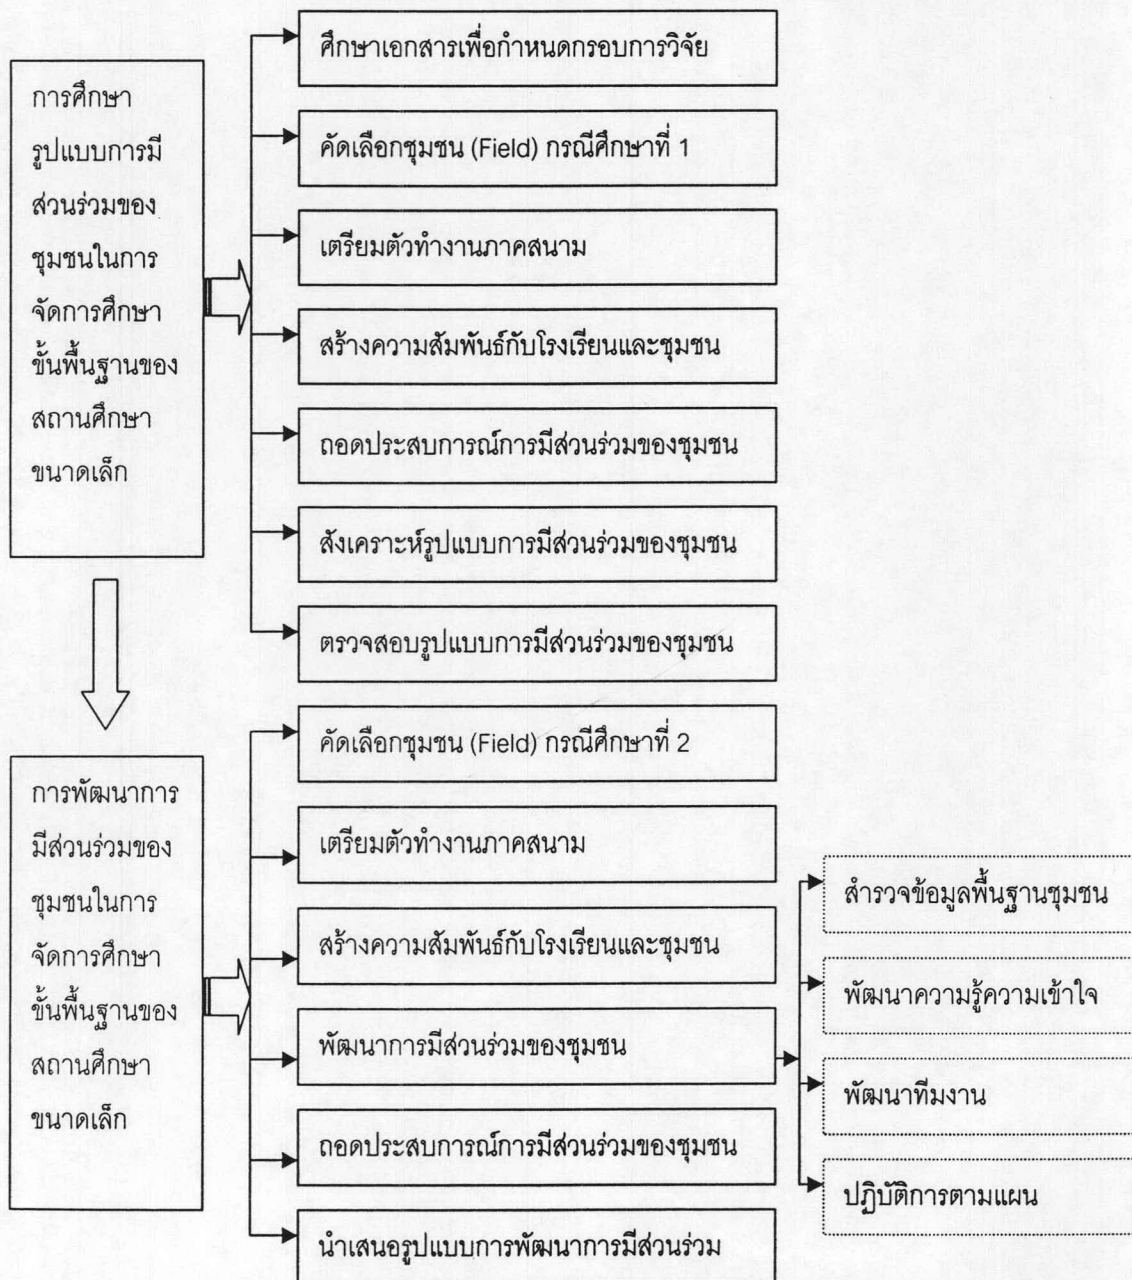 การศึกษา
รูปแบบการมี
ส่วนร่วมของ
ชุมชนในการ
จัดการศึกษา
ขั้นพื้นฐานของ
สถานศึกษา
ขนาดเล็ก
ศึกษาเอกสารเพื่อกำหนดกรอบการวิจัย
คัดเลือกชุมชน (Field) กรณีศึกษาที่ 1
เตรียมตัวทำงานภาคสนาม
สร้างความสัมพันธ์กับโรงเรียนและชุมชน
ถอดประสบการณ์การมีส่วนร่วมของชุมชน
สังเคราะห์รูปแบบการมีส่วนร่วมของชุมชน
ตรวจสอบรูปแบบการมีส่วนร่วมของชุมชน
การพัฒนาการ
มีส่วนร่วมของ
ชุมชนในการ
จัดการศึกษา
ขั้นพื้นฐานของ
สถานศึกษา
ขนาดเล็ก
คัดเลือกชุมชน (Field) กรณีศึกษาที่ 2
เตรียมตัวทำงานภาคสนาม
สร้างความสัมพันธ์กับโรงเรียนและชุมชน
พัฒนาการมีส่วนร่วมของชุมชน
ถอดประสบการณ์การมีส่วนร่วมของชุมชน
นำเสนอรูปแบบการพัฒนาการมีส่วนร่วม
สำรวจข้อมูลพื้นฐานชุมชน
พัฒนาความรู้ความเข้าใจ
พัฒนาทีมงาน
ปฏิบัติการตามแผน